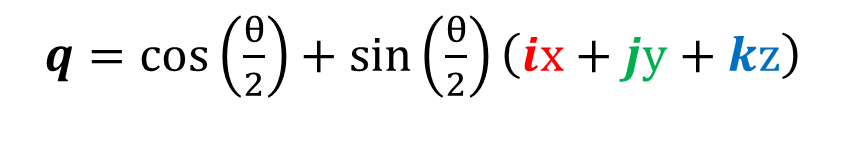 q = cos(θ/2) + sin(θ/2) (ix + jy + kz)